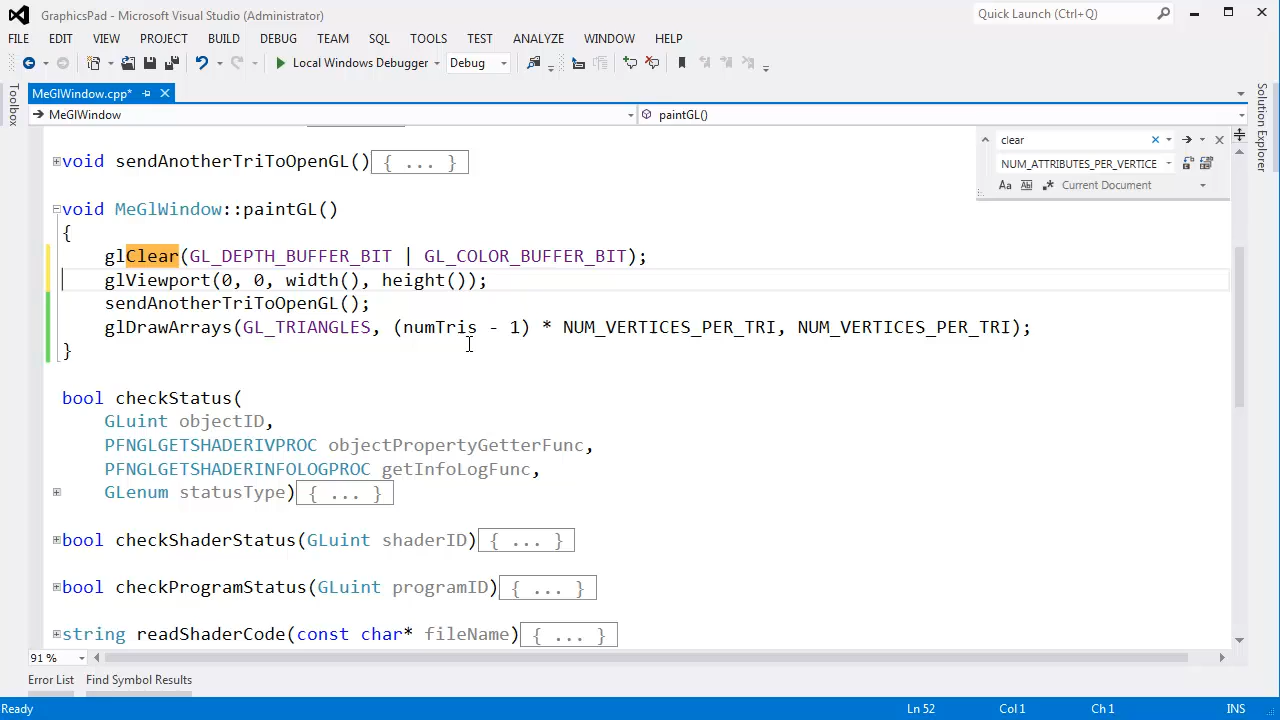 GraphicsPad - Microsoft Visual Studio (Administrator)
Quick Launch (Ctrl+Q)
FILE EDIT VIEW PROJECT BUILD DEBUG TEAM SQL TOOLS TEST ANALYZE WINDOW HELP
Local Windows Debugger Debug
Toolbox
MeGlWindow.cpp*
MeGlWindow paintGL()
clear
NUM_ATTRIBUTES_PER_VERTICE
Aa Ab Current Document
Solution Explorer
void sendAnotherTriToOpenGL(){ ... }
void MeGlWindow::paintGL()
{
glClear(GL_DEPTH_BUFFER_BIT | GL_COLOR_BUFFER_BIT);
glViewport(0, 0, width(), height());
sendAnotherTriToOpenGL();
glDrawArrays(GL_TRIANGLES, (numTris - 1) * NUM_VERTICES_PER_TRI, NUM_VERTICES_PER_TRI);
}
bool checkStatus(
GLuint objectID,
PFNGLGETSHADERIVPROC objectPropertyGetterFunc,
PFNGLGETSHADERINFOLOGPROC getInfoLogFunc,
GLenum statusType){ ... }
bool checkShaderStatus(GLuint shaderID){ ... }
bool checkProgramStatus(GLuint programID){ ... }
string readShaderCode(const char* fileName){ ... }
91 %
Error List Find Symbol Results
Ready Ln 52 Col 1 Ch 1 INS